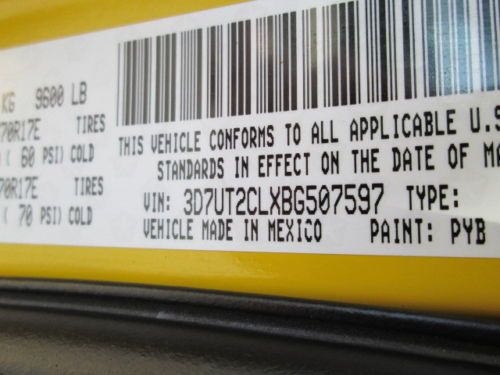 KG 9600 LB
70R17E TIRES
( 60 PSI) COLD
70R17E TIRES
( 70 PSI) COLD
THIS VEHICLE CONFORMS TO ALL APPLICABLE U.S
STANDARDS IN EFFECT ON THE DATE OF MA
VIN: 3D7UT2CLXBG507597 TYPE:
VEHICLE MADE IN MEXICO PAINT: PYB